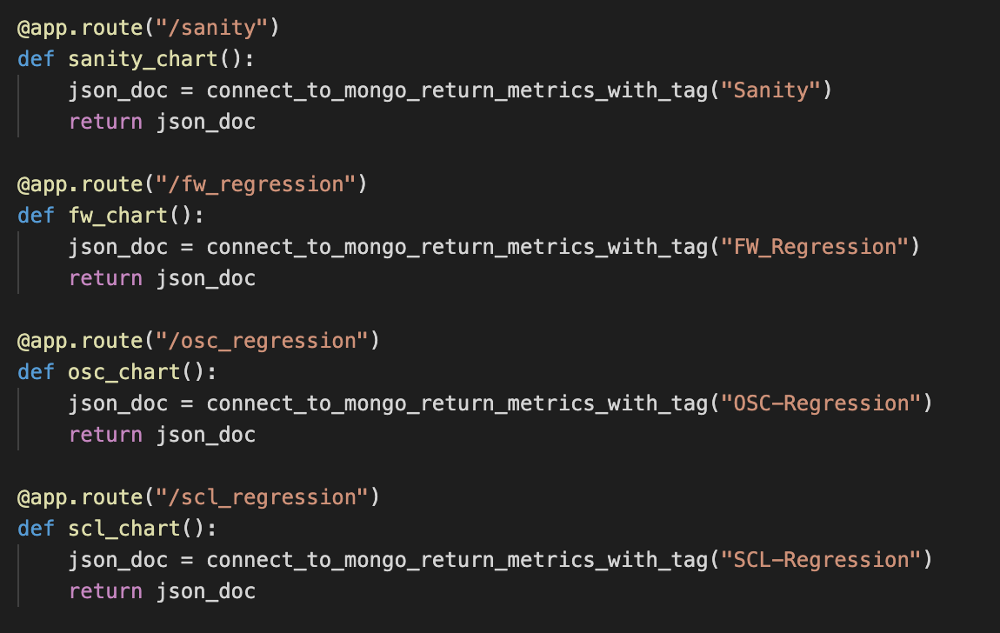 @app.route("/sanity")
def sanity_chart():
    json_doc = connect_to_mongo_return_metrics_with_tag("Sanity")
    return json_doc

@app.route("/fw_regression")
def fw_chart():
    json_doc = connect_to_mongo_return_metrics_with_tag("FW_Regression")
    return json_doc

@app.route("/osc_regression")
def osc_chart():
    json_doc = connect_to_mongo_return_metrics_with_tag("OSC-Regression")
    return json_doc

@app.route("/scl_regression")
def scl_chart():
    json_doc = connect_to_mongo_return_metrics_with_tag("SCL-Regression")
    return json_doc